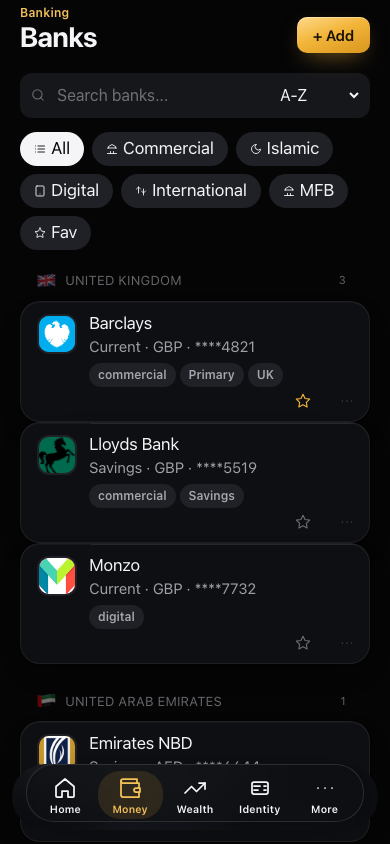 Banking
Banks
+ Add
Search banks...
A-Z
All
Commercial
Islamic
Digital
International
MFB
Fav
UNITED KINGDOM 3
Barclays
Current · GBP · ****4821
commercial Primary UK
...
Lloyds Bank
Savings · GBP · ****5519
commercial Savings
...
Monzo
Current · GBP · ****7732
digital
...
UNITED ARAB EMIRATES 1
Emirates NBD
Home Money Wealth Identity More